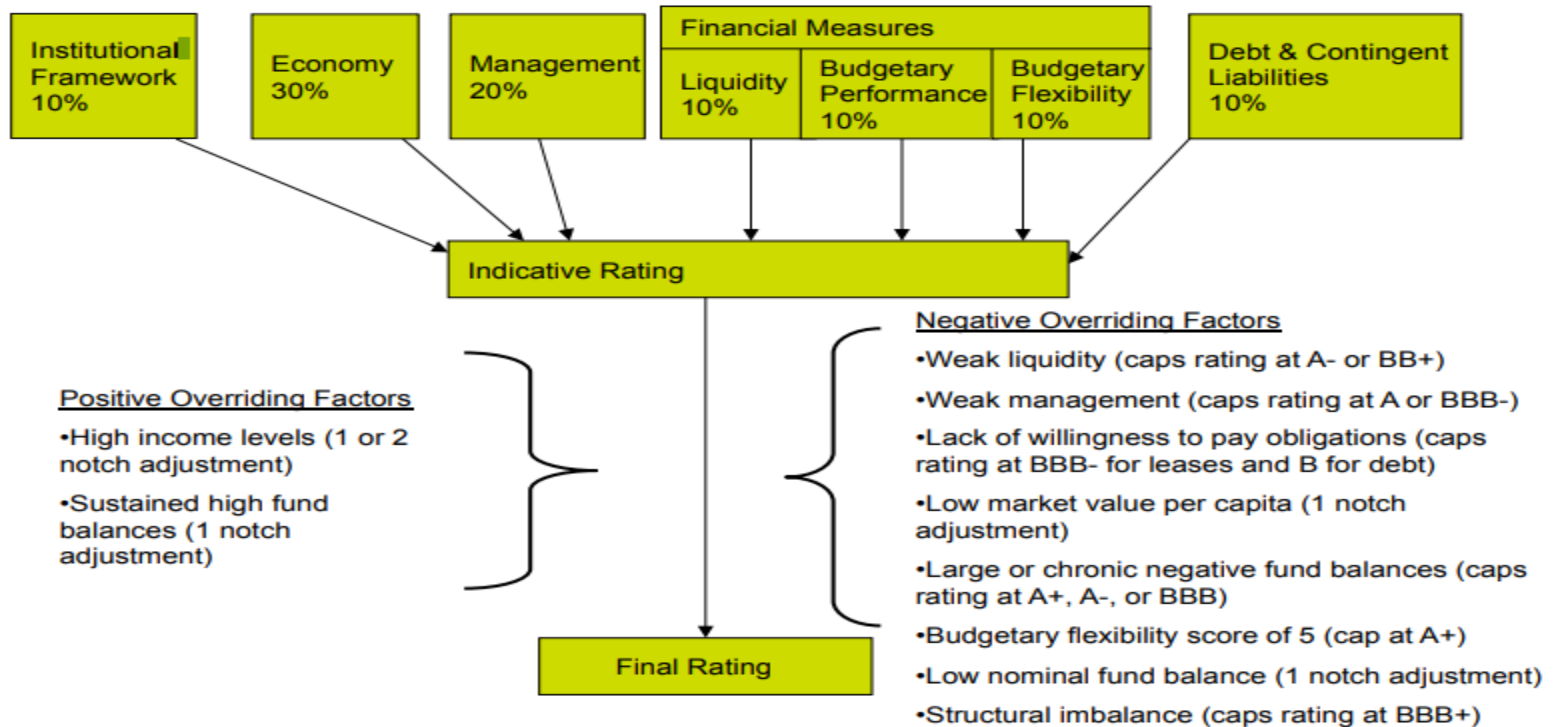 Institutional
Framework
10%
Economy
30%
Management
20%
Financial Measures
Liquidity
10%
Budgetary
Performance
10%
Budgetary
Flexibility
10%
Debt & Contingent
Liabilities
10%
Indicative Rating
Positive Overriding Factors
•High income levels (1 or 2
notch adjustment)
•Sustained high fund
balances (1 notch
adjustment)
Negative Overriding Factors
•Weak liquidity (caps rating at A- or BB+)
•Weak management (caps rating at A or BBB-)
•Lack of willingness to pay obligations (caps
rating at BBB- for leases and B for debt)
•Low market value per capita (1 notch
adjustment)
•Large or chronic negative fund balances (caps
rating at A+, A-, or BBB)
•Budgetary flexibility score of 5 (cap at A+)
•Low nominal fund balance (1 notch adjustment)
•Structural imbalance (caps rating at BBB+)
Final Rating